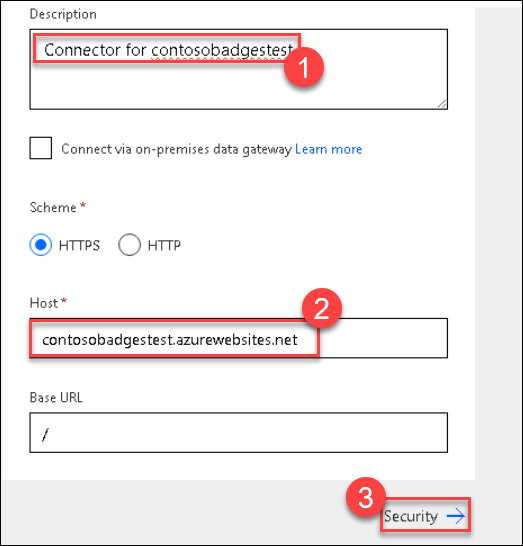 Description
Connector for contosobadgestest
1
Connect via on-premises data gateway Learn more
Scheme *
HTTPS HTTP
2
Host *
contosobadgestest.azurewebsites.net
Base URL
/
3
Security →